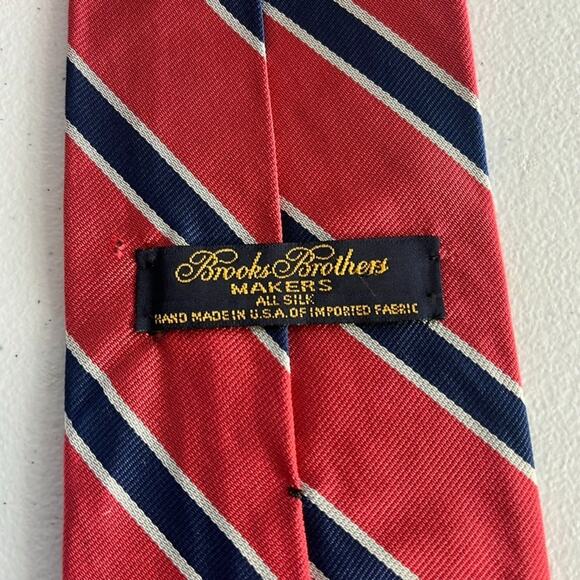 Brooks Brothers
MAKERS
ALL SILK
HAND MADE IN U.S.A. OF IMPORTED FABRIC